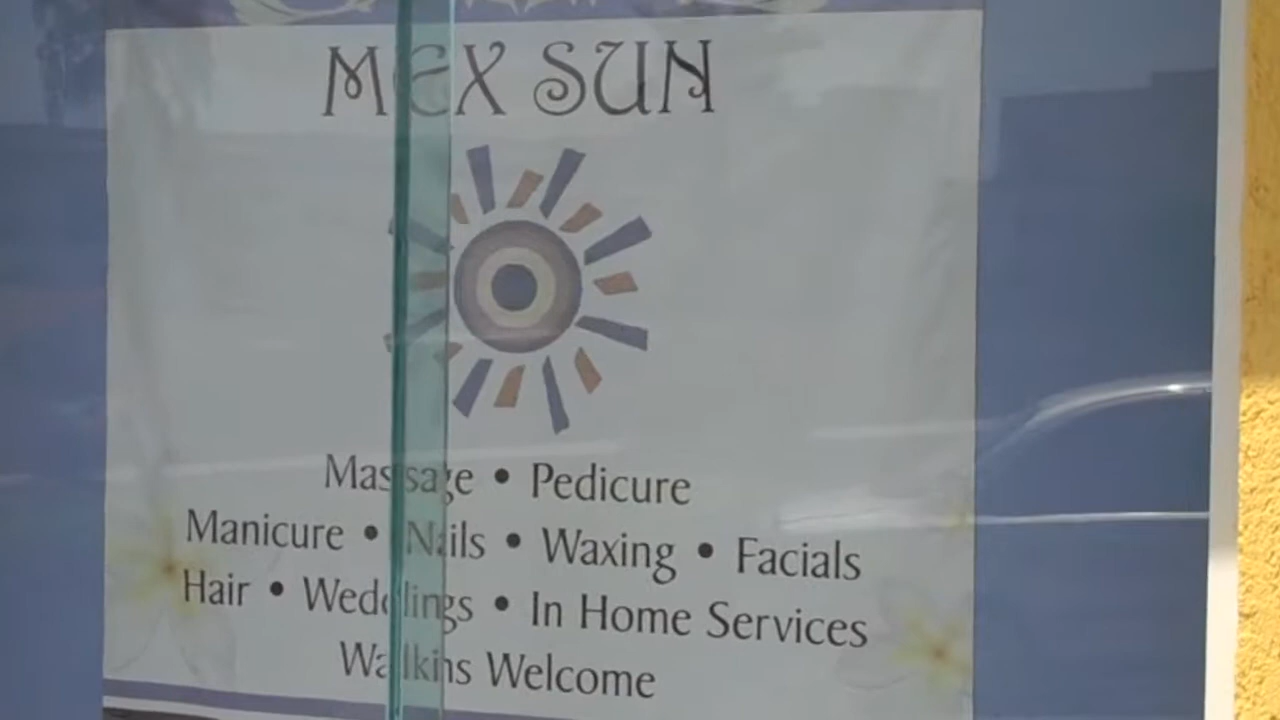 MEX SUN
Massage • Pedicure
Manicure • Nails • Waxing • Facials
Hair • Weddings • In Home Services
Walkins Welcome